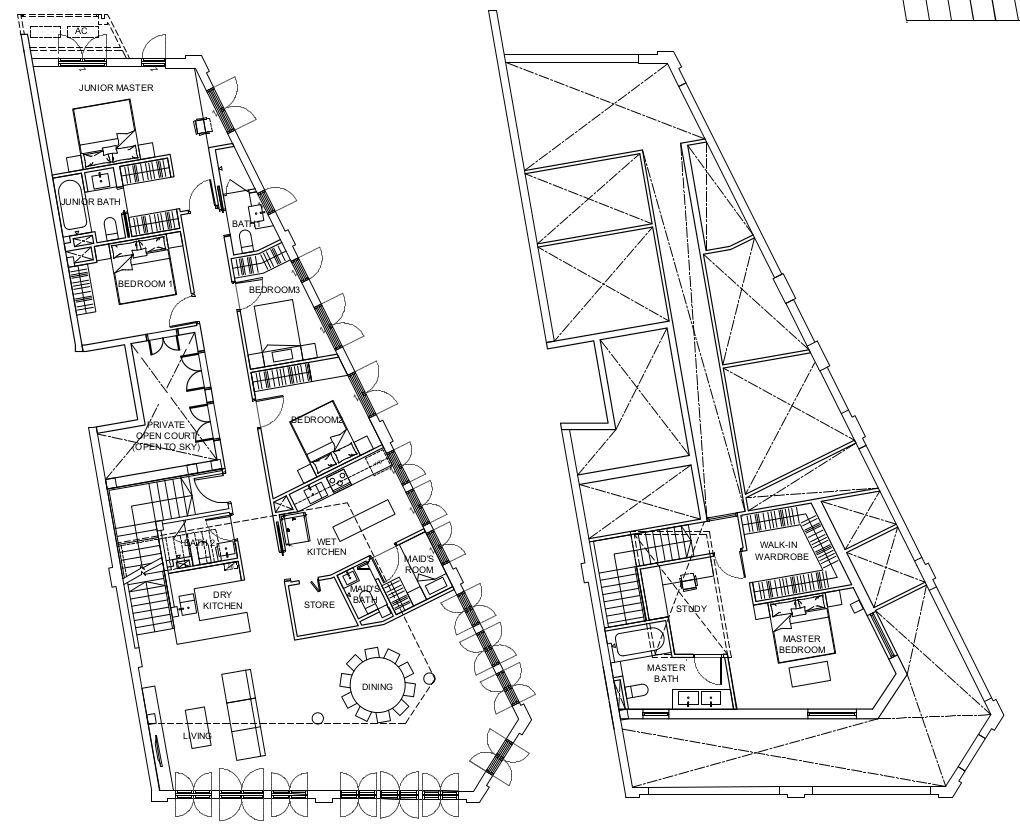 AC
JUNIOR MASTER
JUNIOR BATH
BATH 1
BEDROOM 1
BEDROOM3
PRIVATE
OPEN COURT
(OPEN TO SKY)
BEDROOM2
BATH 2
WET
KITCHEN
MAID'S
ROOM
MAID'S
BATH
STORE
DRY
KITCHEN
DINING
LIVING
WALK-IN
WARDROBE
STUDY
MASTER
BEDROOM
MASTER
BATH